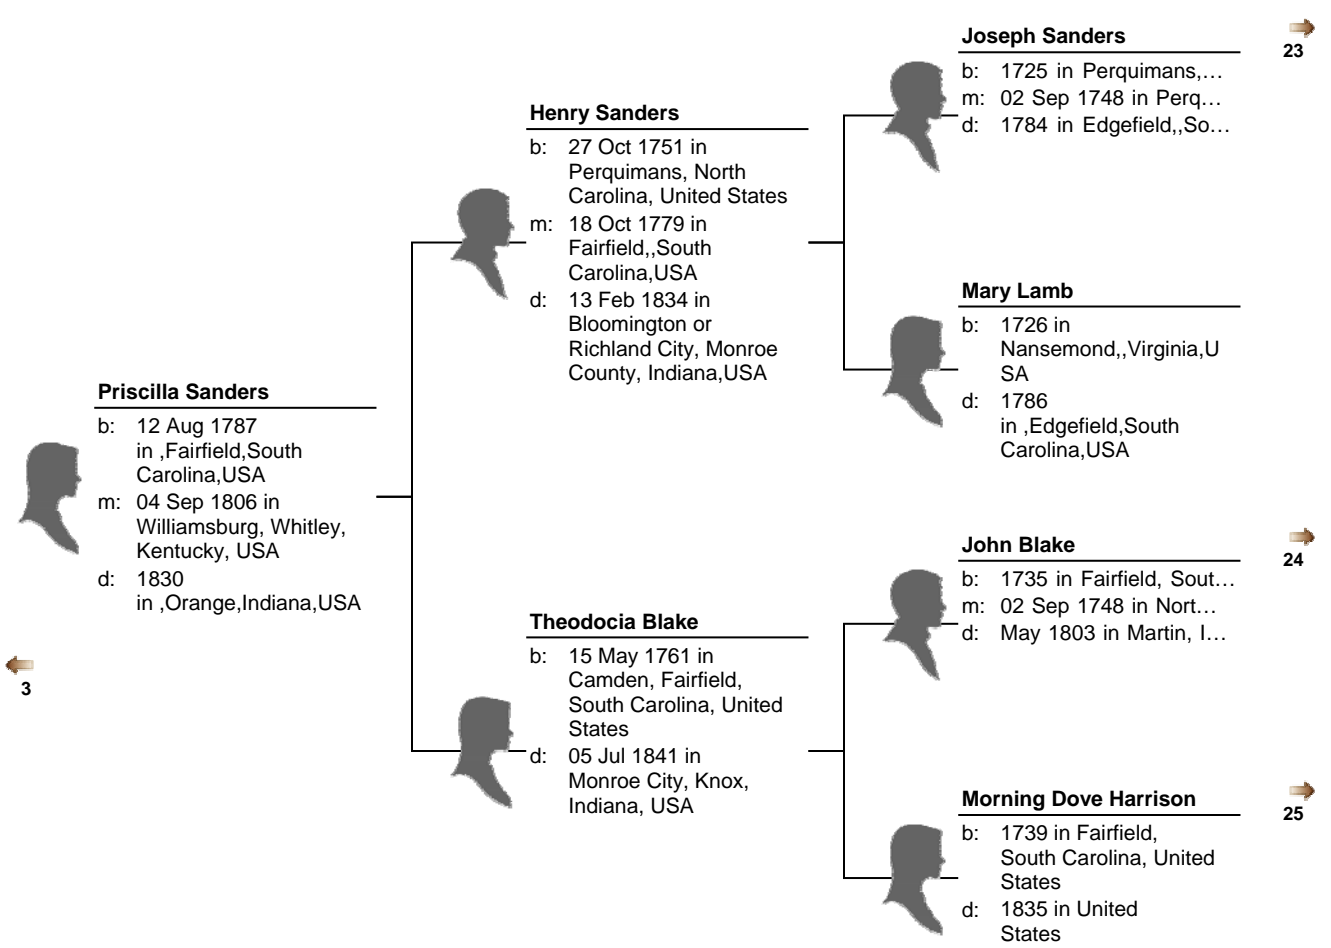 Joseph Sanders
23
b: 1725 in Perquimans,…
m: 02 Sep 1748 in Perq…
d: 1784 in Edgefield,,So…
Henry Sanders
b: 27 Oct 1751 in
Perquimans, North
Carolina, United States
m: 18 Oct 1779 in
Fairfield,,South
Carolina,USA
d: 13 Feb 1834 in
Bloomington or
Richland City, Monroe
County, Indiana,USA
Mary Lamb
b: 1726 in
Nansemond,,Virginia,U
SA
d: 1786
in ,Edgefield,South
Carolina,USA
Priscilla Sanders
b: 12 Aug 1787
in ,Fairfield,South
Carolina,USA
m: 04 Sep 1806 in
Williamsburg, Whitley,
Kentucky, USA
d: 1830
in ,Orange,Indiana,USA
3
John Blake
24
b: 1735 in Fairfield, Sout…
m: 02 Sep 1748 in Nort…
d: May 1803 in Martin, I…
Theodocia Blake
b: 15 May 1761 in
Camden, Fairfield,
South Carolina, United
States
d: 05 Jul 1841 in
Monroe City, Knox,
Indiana, USA
Morning Dove Harrison
25
b: 1739 in Fairfield,
South Carolina, United
States
d: 1835 in United
States